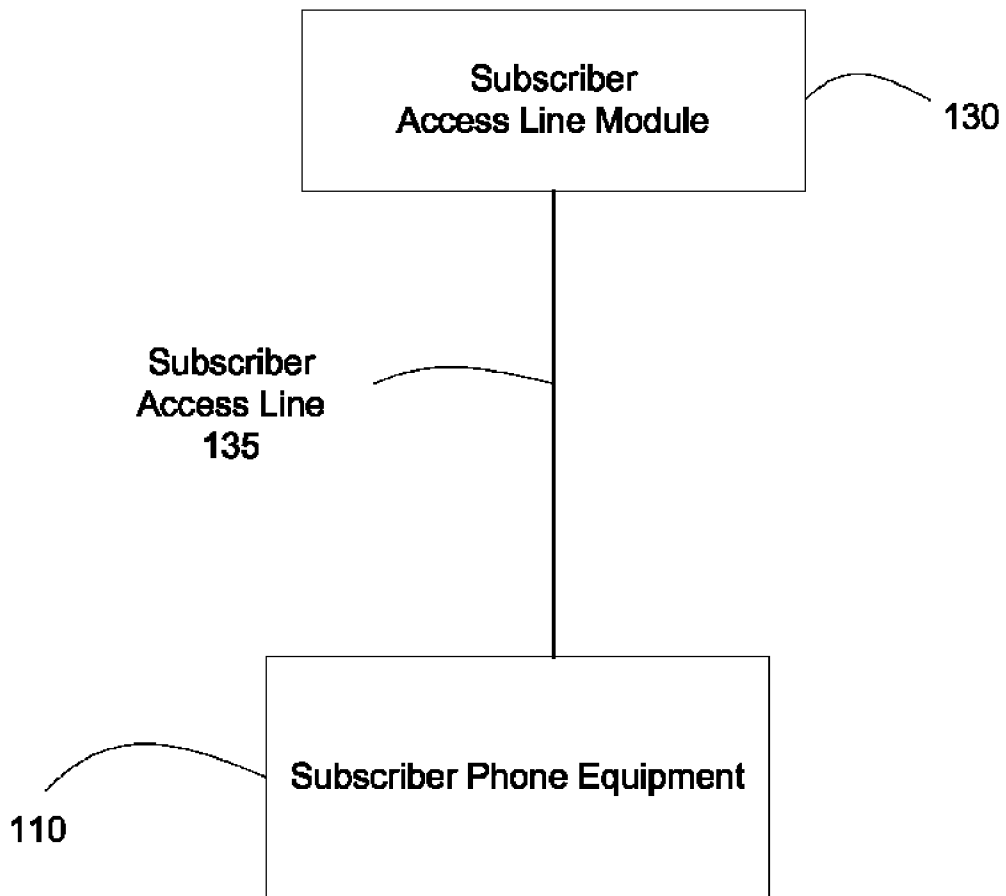 Subscriber
Access Line Module
130
Subscriber
Access Line
135
Subscriber Phone Equipment
110